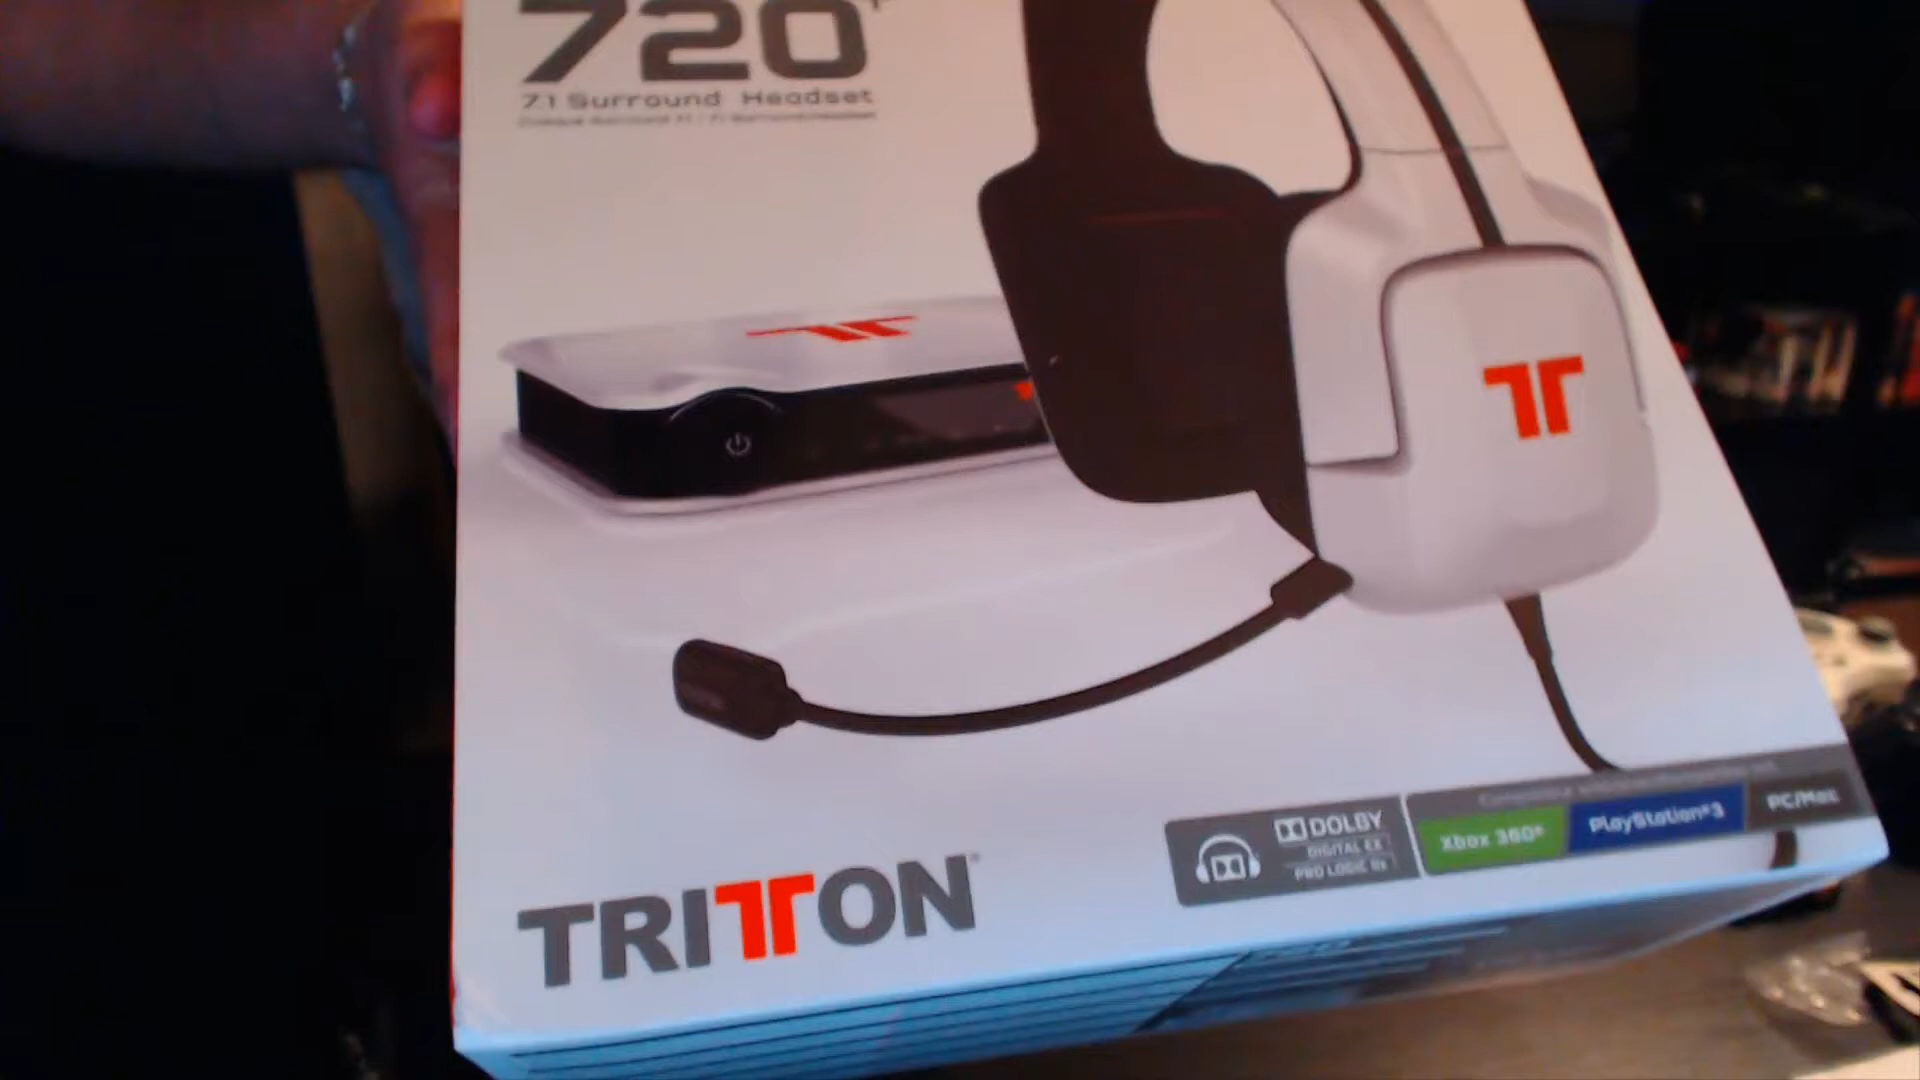 720+
7.1 Surround Headset
TRITTON
DOLBY
DIGITAL EX
PRO LOGIC IIx
Xbox 360®
PlayStation®3
PC/Mac